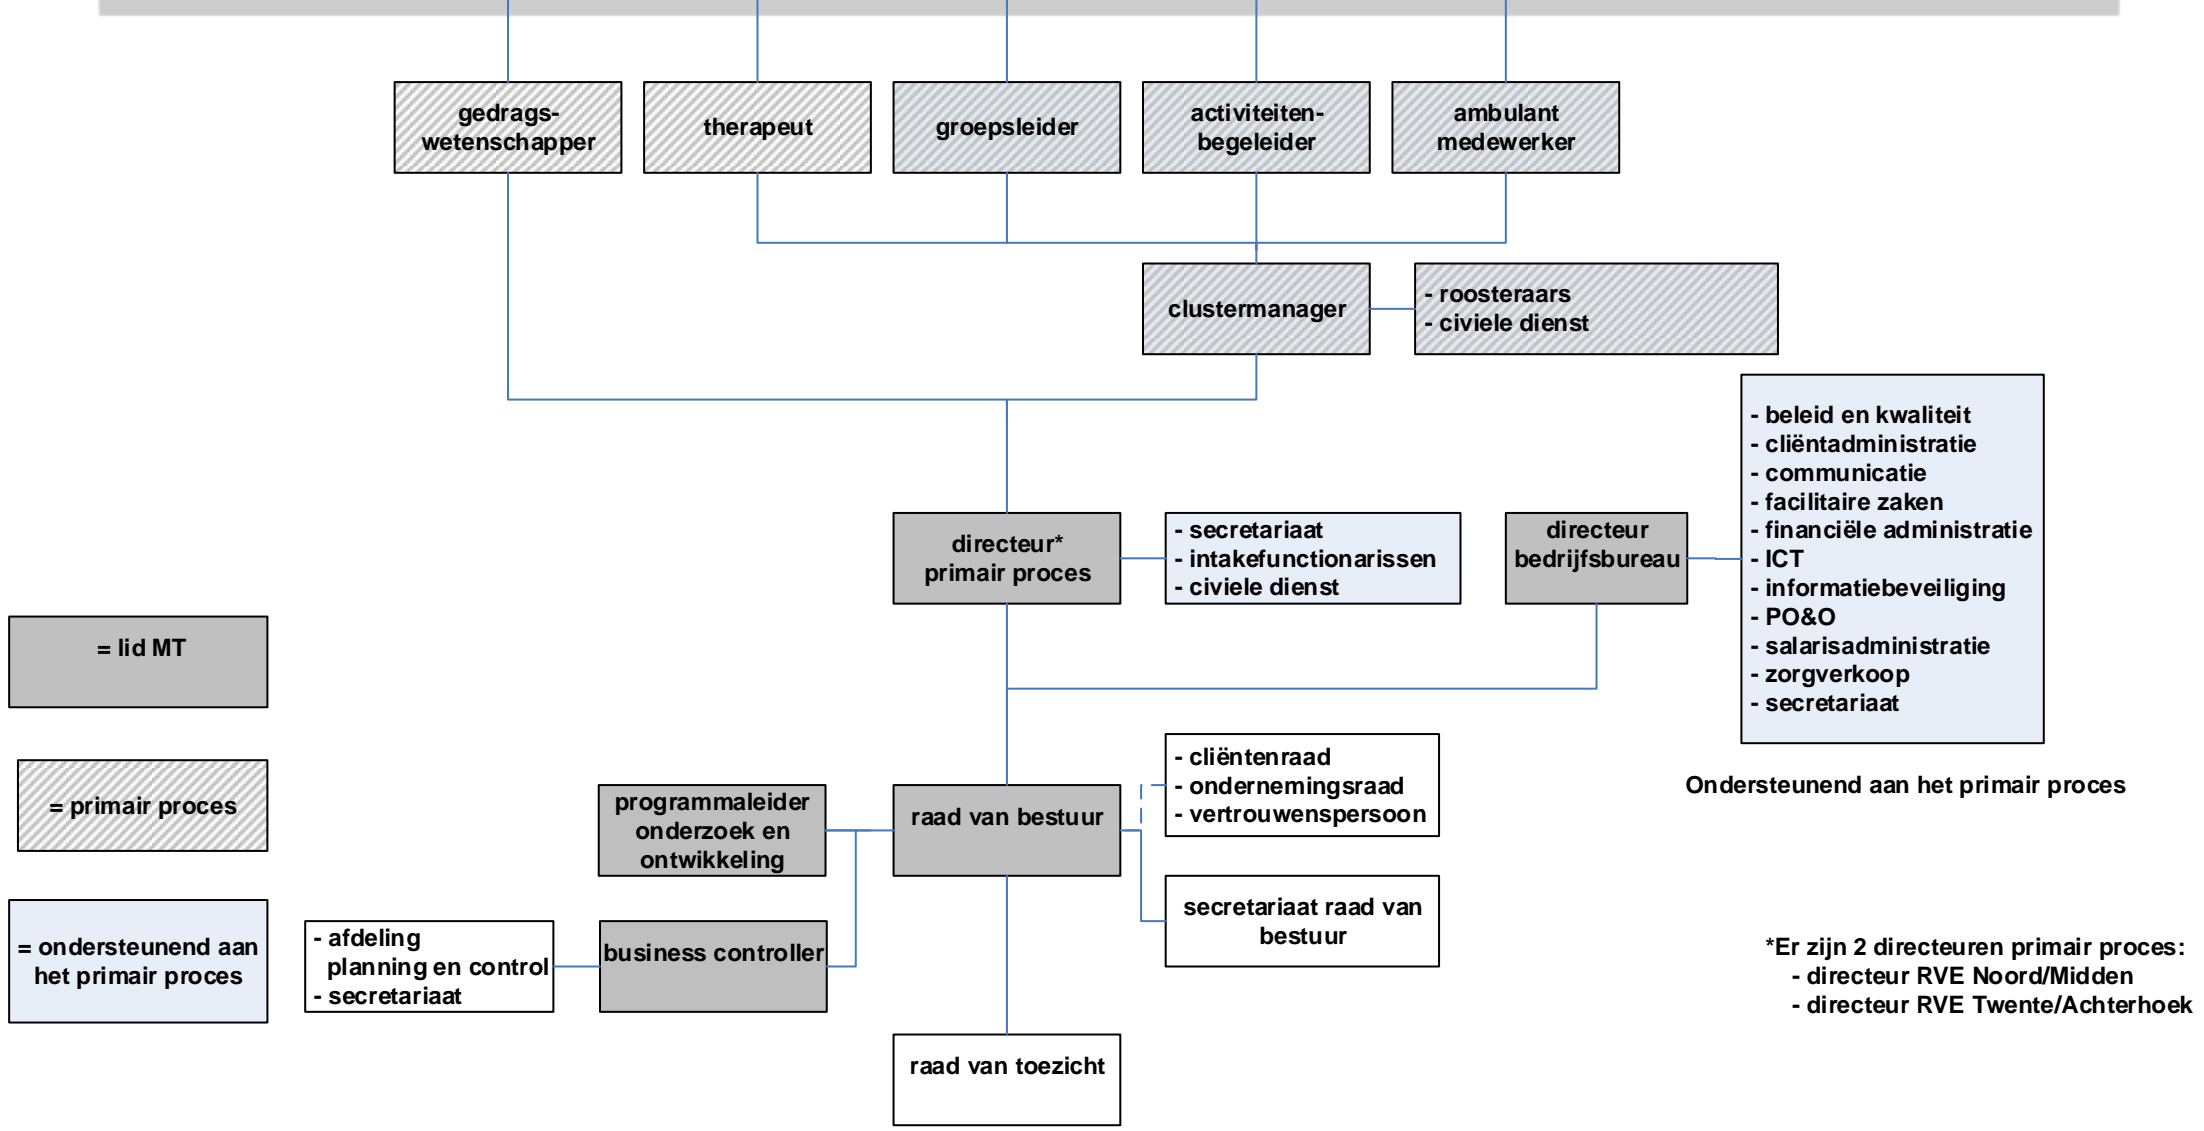 gedrags-
wetenschapper
therapeut
groepsleider
activiteiten-
begeleider
ambulant
medewerker
clustermanager
- roosteraars
- civiele dienst
- beleid en kwaliteit
- cliëntadministratie
- communicatie
- facilitaire zaken
- financiële administratie
- ICT
- informatiebeveiliging
- PO&O
- salarisadministratie
- zorgverkoop
- secretariaat
directeur*
primair proces
- secretariaat
- intakefunctionarissen
- civiele dienst
directeur
bedrijfsbureau
= lid MT
= primair proces
= ondersteunend aan
het primair proces
Ondersteunend aan het primair proces
- cliëntenraad
- ondernemingsraad
- vertrouwenspersoon
programmaleider
onderzoek en
ontwikkeling
raad van bestuur
secretariaat raad van
bestuur
- afdeling
planning en control
- secretariaat
business controller
*Er zijn 2 directeuren primair proces:
- directeur RVE Noord/Midden
- directeur RVE Twente/Achterhoek
raad van toezicht